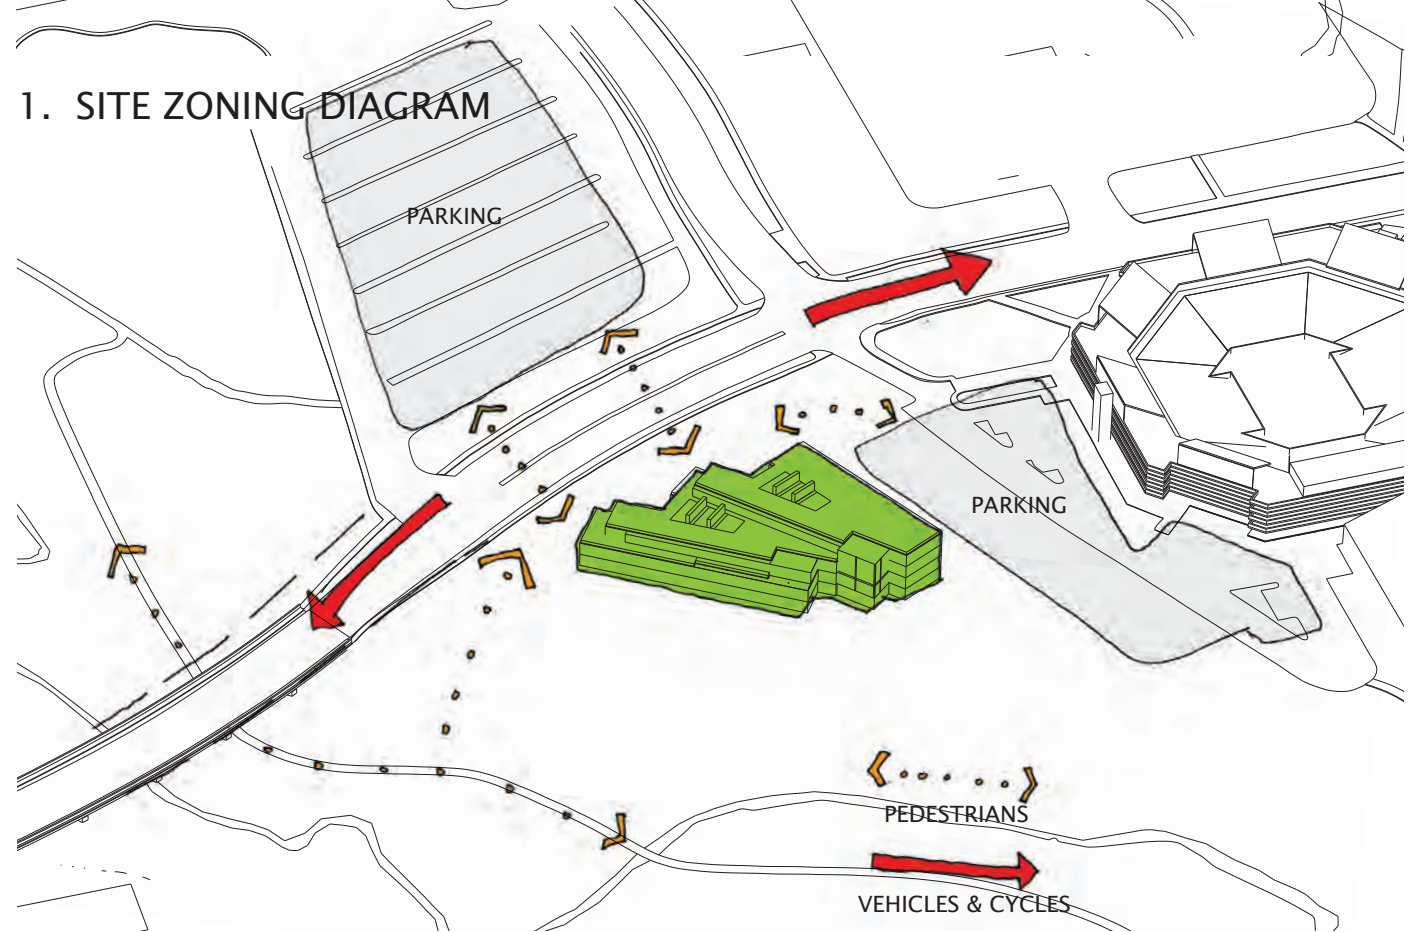 1. SITE ZONING DIAGRAM
PARKING
PARKING
PEDESTRIANS
VEHICLES & CYCLES